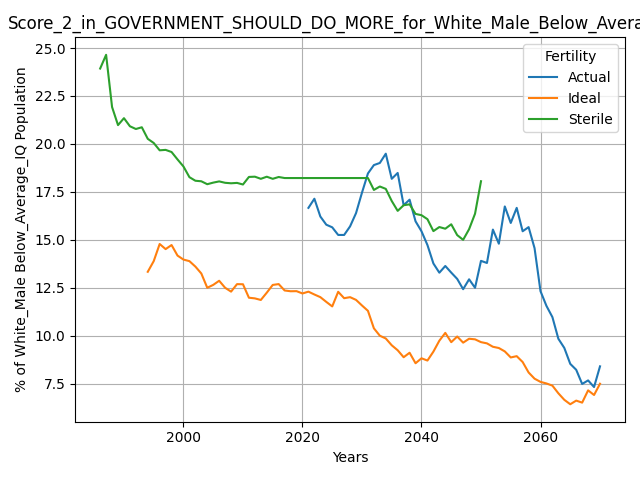 Score_2_in_GOVERNMENT_SHOULD_DO_MORE_for_White_Male_Below_Avera
% of White_Male Below_Average_IQ Population
25.0
22.5
20.0
17.5
15.0
12.5
10.0
7.5
Fertility
Actual
Ideal
Sterile
2000
2020
2040
2060
Years